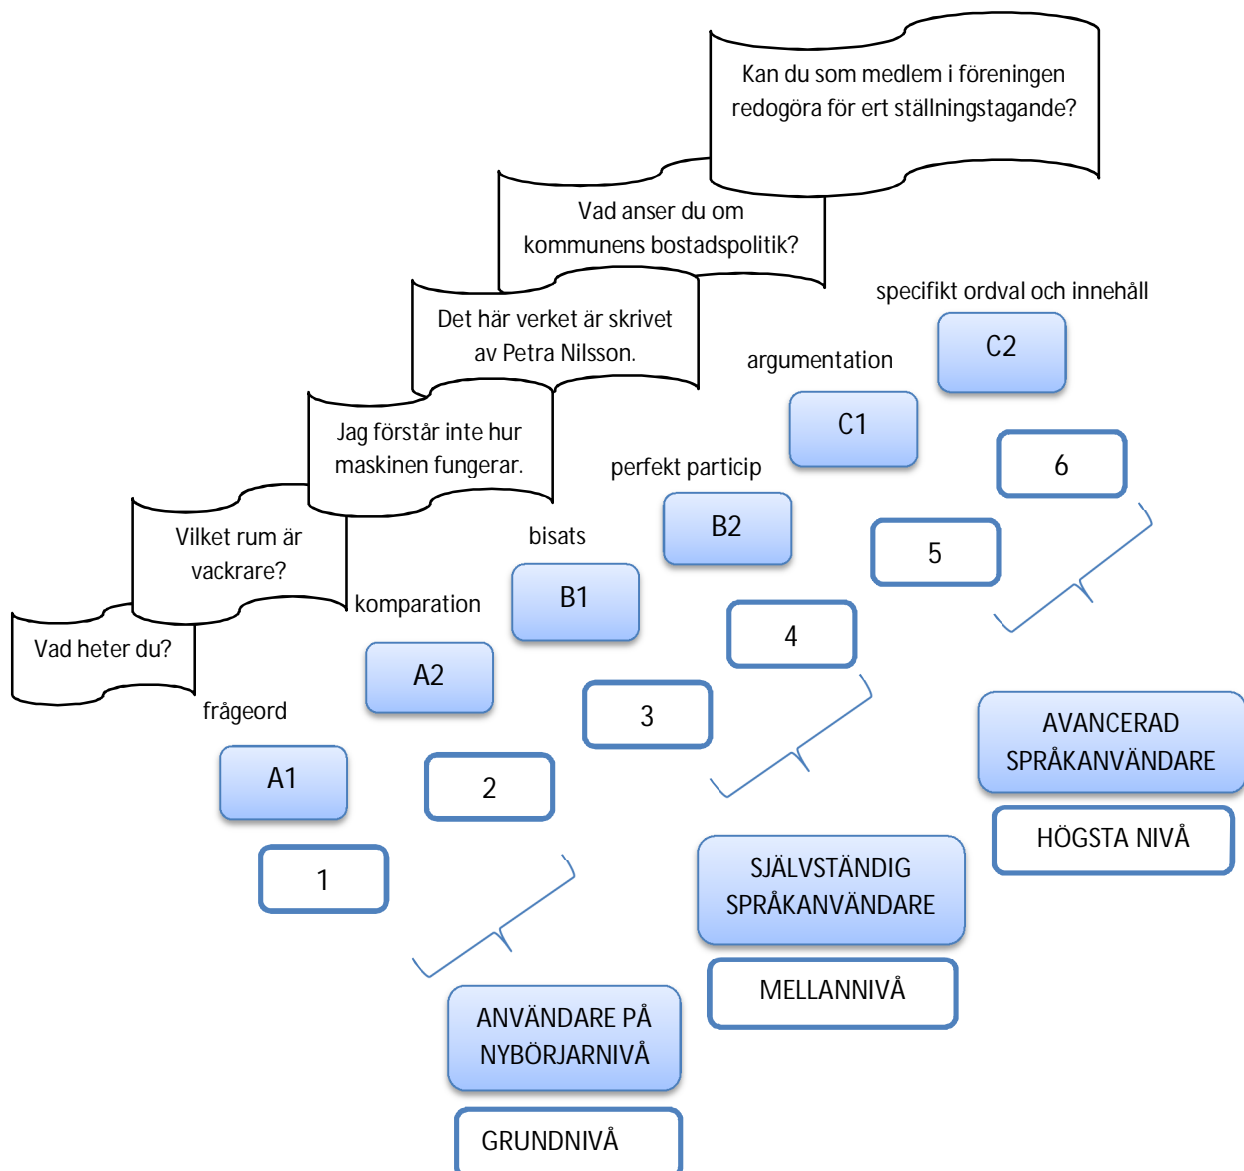 Kan du som medlem i föreningen
redogöra för ert ställningstagande?
Vad anser du om
kommunens bostadspolitik?
Det här verket är skrivet
av Petra Nilsson.
Jag förstår inte hur
maskinen fungerar.
Vilket rum är
vackrare?
Vad heter du?
specifikt ordval och innehåll
C2
argumentation
C1
6
perfekt particip
B2
5
bisats
B1
4
komparation
A2
3
frågeord
A1
2
1
AVANCERAD
SPRÅKANVÄNDARE
HÖGSTA NIVÅ
SJÄLVSTÄNDIG
SPRÅKANVÄNDARE
MELLANNIVÅ
ANVÄNDARE PÅ
NYBÖRJARNIVÅ
GRUNDNIVÅ